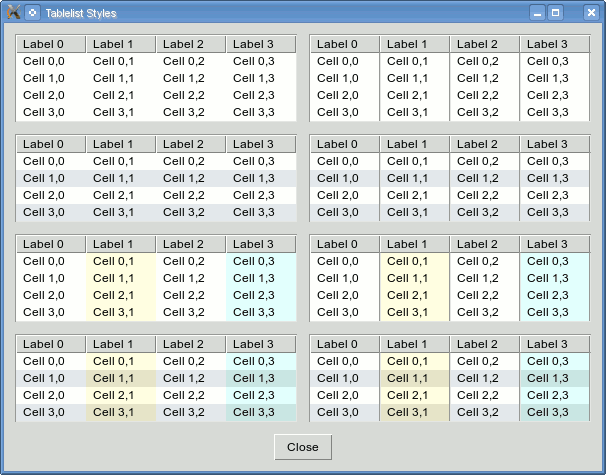 Tablelist Styles
Label 0 Label 1 Label 2 Label 3 Label 0 Label 1 Label 2 Label 3
Cell 0,0 Cell 0,1 Cell 0,2 Cell 0,3 Cell 0,0 Cell 0,1 Cell 0,2 Cell 0,3
Cell 1,0 Cell 1,1 Cell 1,2 Cell 1,3 Cell 1,0 Cell 1,1 Cell 1,2 Cell 1,3
Cell 2,0 Cell 2,1 Cell 2,2 Cell 2,3 Cell 2,0 Cell 2,1 Cell 2,2 Cell 2,3
Cell 3,0 Cell 3,1 Cell 3,2 Cell 3,3 Cell 3,0 Cell 3,1 Cell 3,2 Cell 3,3
Label 0 Label 1 Label 2 Label 3 Label 0 Label 1 Label 2 Label 3
Cell 0,0 Cell 0,1 Cell 0,2 Cell 0,3 Cell 0,0 Cell 0,1 Cell 0,2 Cell 0,3
Cell 1,0 Cell 1,1 Cell 1,2 Cell 1,3 Cell 1,0 Cell 1,1 Cell 1,2 Cell 1,3
Cell 2,0 Cell 2,1 Cell 2,2 Cell 2,3 Cell 2,0 Cell 2,1 Cell 2,2 Cell 2,3
Cell 3,0 Cell 3,1 Cell 3,2 Cell 3,3 Cell 3,0 Cell 3,1 Cell 3,2 Cell 3,3
Label 0 Label 1 Label 2 Label 3 Label 0 Label 1 Label 2 Label 3
Cell 0,0 Cell 0,1 Cell 0,2 Cell 0,3 Cell 0,0 Cell 0,1 Cell 0,2 Cell 0,3
Cell 1,0 Cell 1,1 Cell 1,2 Cell 1,3 Cell 1,0 Cell 1,1 Cell 1,2 Cell 1,3
Cell 2,0 Cell 2,1 Cell 2,2 Cell 2,3 Cell 2,0 Cell 2,1 Cell 2,2 Cell 2,3
Cell 3,0 Cell 3,1 Cell 3,2 Cell 3,3 Cell 3,0 Cell 3,1 Cell 3,2 Cell 3,3
Label 0 Label 1 Label 2 Label 3 Label 0 Label 1 Label 2 Label 3
Cell 0,0 Cell 0,1 Cell 0,2 Cell 0,3 Cell 0,0 Cell 0,1 Cell 0,2 Cell 0,3
Cell 1,0 Cell 1,1 Cell 1,2 Cell 1,3 Cell 1,0 Cell 1,1 Cell 1,2 Cell 1,3
Cell 2,0 Cell 2,1 Cell 2,2 Cell 2,3 Cell 2,0 Cell 2,1 Cell 2,2 Cell 2,3
Cell 3,0 Cell 3,1 Cell 3,2 Cell 3,3 Cell 3,0 Cell 3,1 Cell 3,2 Cell 3,3
Close